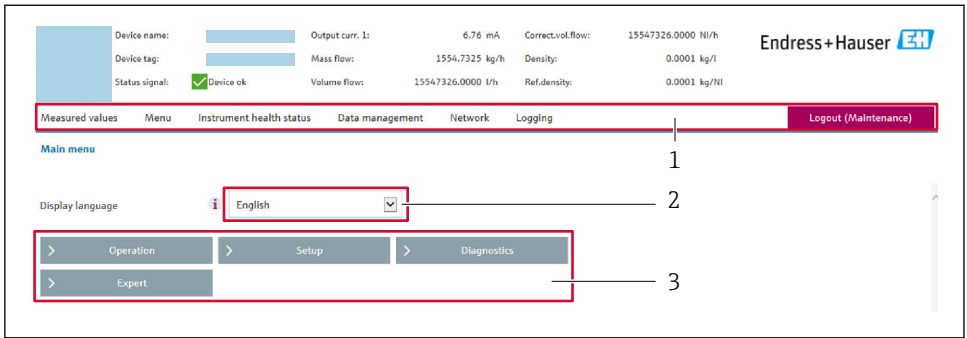 Device name: Output curr. 1: 6.76 mA Correct.vol.flow: 15547326.0000 Nl/h
Endress+Hauser EH
Device tag: Mass flow: 1554.7325 kg/h Density: 0.0001 kg/l
Status signal: Device ok Volume flow: 15547326.0000 l/h Ref.density: 0.0001 kg/Nl
Measured values Menu Instrument health status Data management Network Logging Logout (Maintenance)
1
Main menu
Display language i English 2
> Operation > Setup > Diagnostics
> Expert 3